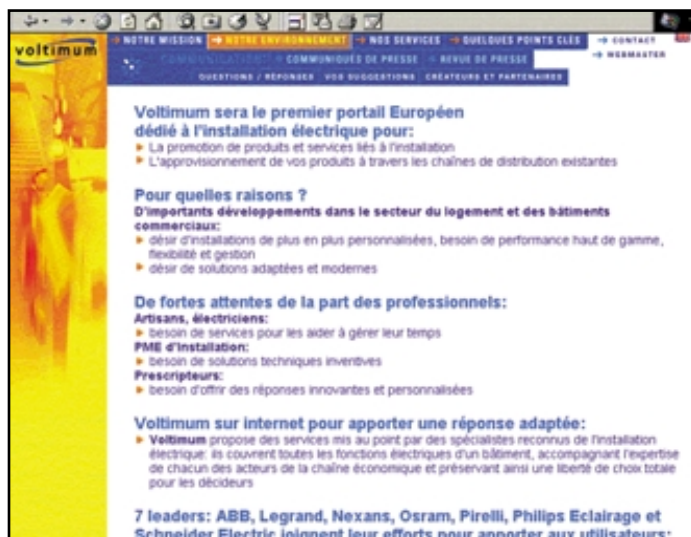 voltimum
NOTRE MISSION NOTRE ENVIRONNEMENT NOS SERVICES QUELQUES POINTS CLÉS CONTACT
COMMUNICATION COMMUNIQUÉS DE PRESSE REVUE DE PRESSE WEBMASTER
QUESTIONS / RÉPONSES VOS SUGGESTIONS CRÉATEURS ET PARTENAIRES
Voltimum sera le premier portail Européen
dédié à l'installation électrique pour:
La promotion de produits et services liés à l'installation
L'approvisionnement de vos produits à travers les chaînes de distribution existantes
Pour quelles raisons ?
D'importants développements dans le secteur du logement et des bâtiments
commerciaux:
désir d'installations de plus en plus personnalisées, besoin de performance haut de gamme,
flexibilité et gestion
désir de solutions adaptées et modernes
De fortes attentes de la part des professionnels:
Artisans, électriciens:
besoin de services pour les aider à gérer leur temps
PME d'Installation:
besoin de solutions techniques inventives
Prescripteurs:
besoin d'offrir des réponses innovantes et personnalisées
Voltimum sur internet pour apporter une réponse adaptée:
Voltimum propose des services mis au point par des spécialistes reconnus de l'installation
électrique: ils couvrent toutes les fonctions électriques d'un bâtiment, accompagnant l'expertise
de chacun des acteurs de la chaîne économique et préservant ainsi une liberté de choix totale
pour les décideurs
7 leaders: ABB, Legrand, Nexans, Osram, Pirelli, Philips Eclairage et
Schneider Electric joignent leur efforts pour apporter aux utilisateurs: